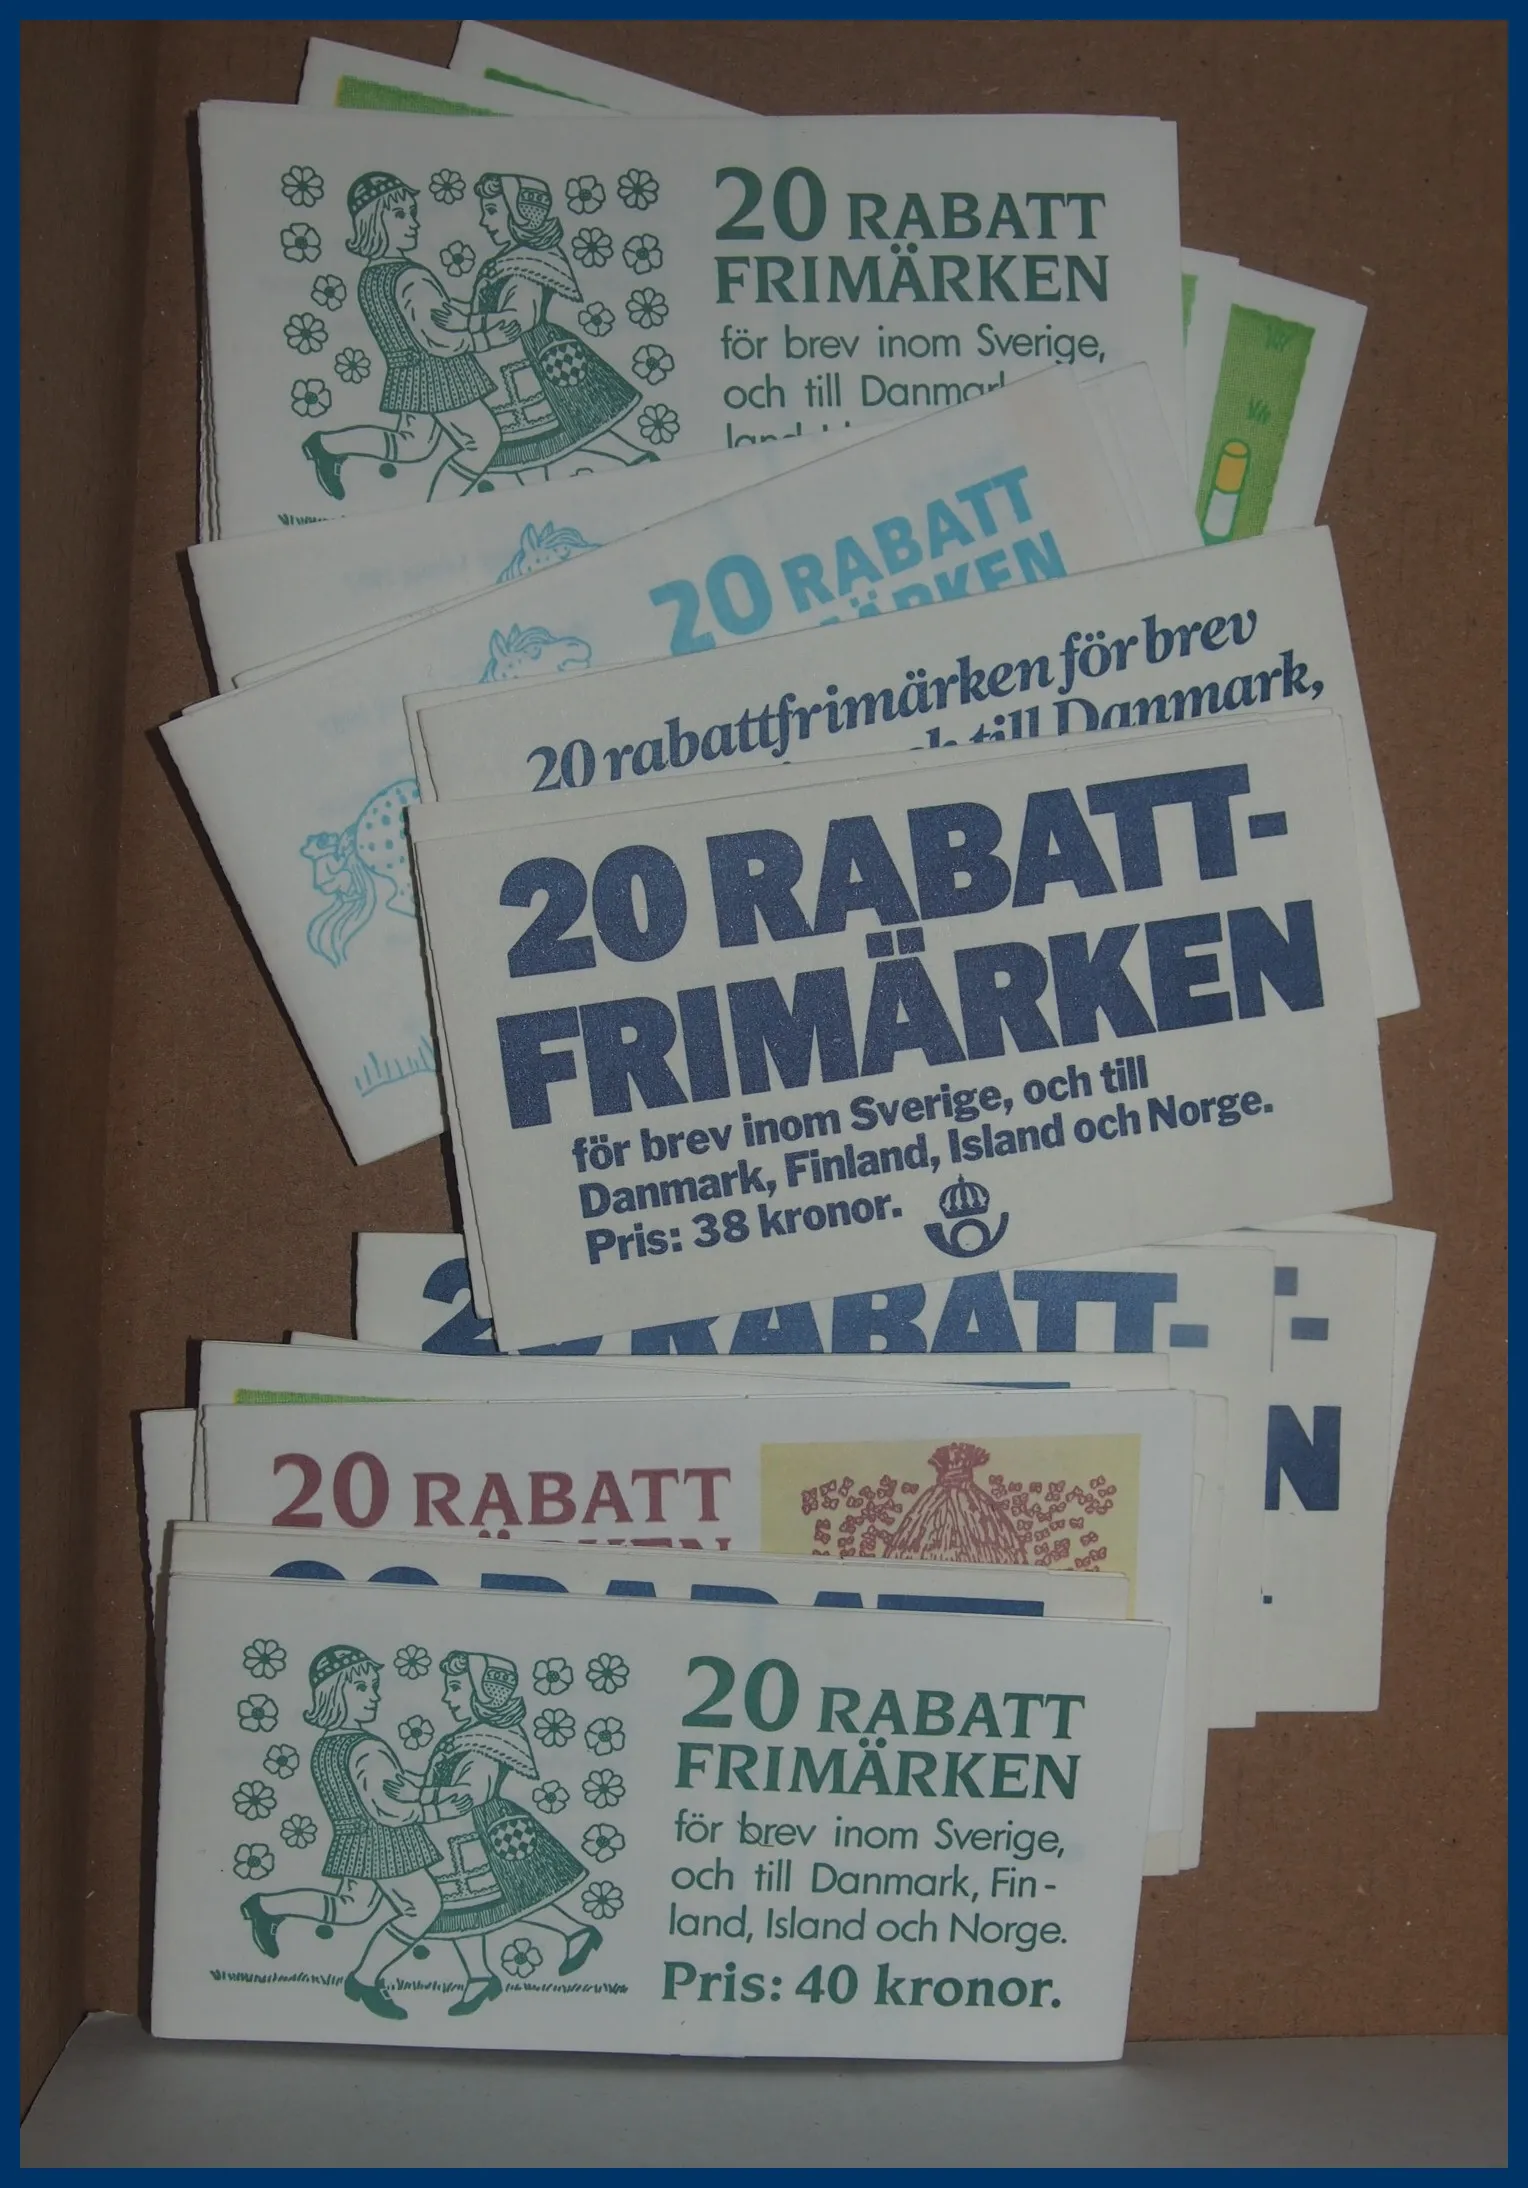 20 RABATT
FRIMÄRKEN
för brev inom Sverige,
och till
20 RABATT
20 rabattfrimärken för brev
till Danmark,
20 RABATT-
FRIMÄRKEN
för brev inom Sverige, och till
Danmark, Finland, Island och Norge.
Pris: 38 kronor.
RABATT-
N
20 RABATT
20 RABATT
FRIMÄRKEN
för brev inom Sverige,
och till Danmark, Fin-
land, Island och Norge.
Pris: 40 kronor.